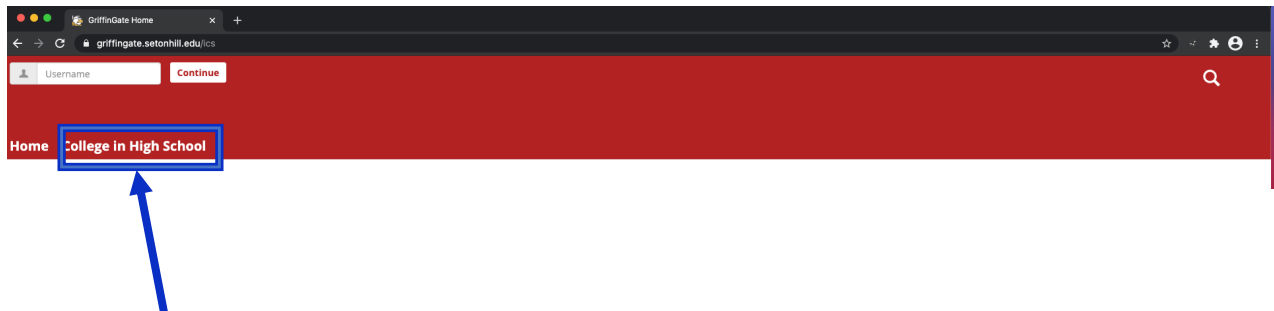 GriffinGate Home
griffingate.setonhill.edu/ics
Username Continue
Home College in High School